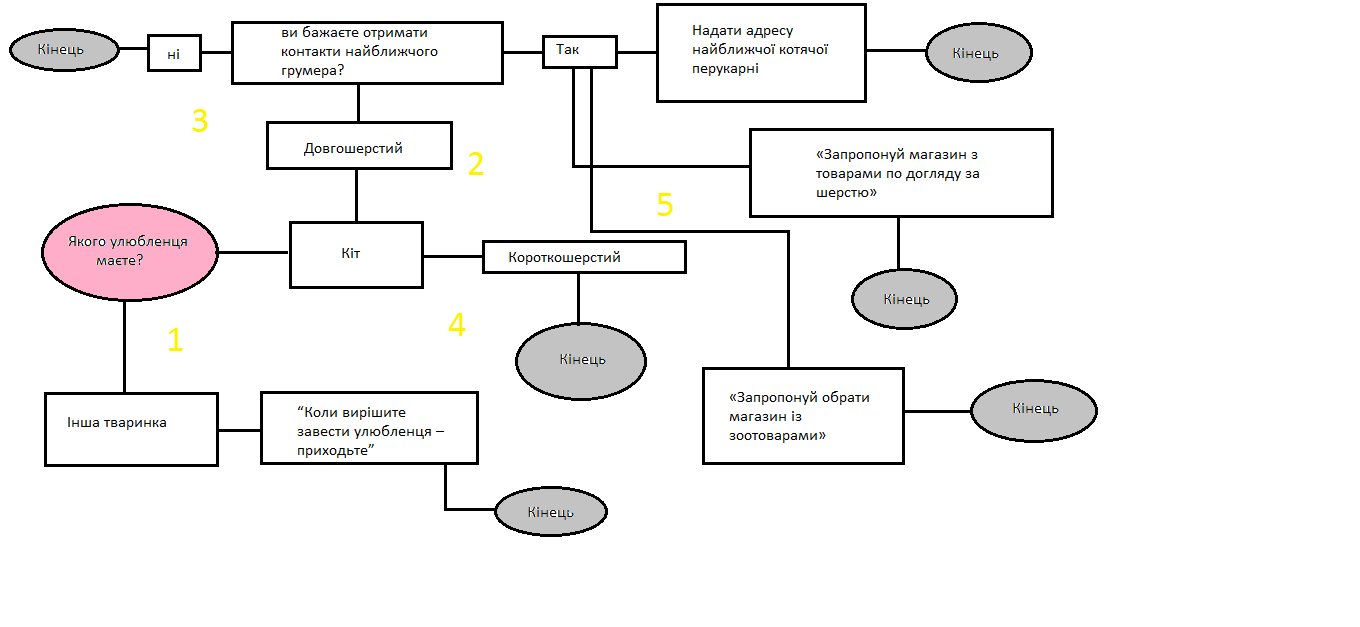 Кінець
ні
ви бажаєте отримати
контакти найближчого
грумера?
Так
Надати адресу
найближчої котячої
перукарні
Кінець
3
Довгошерстий
2
«Запропонуй магазин з
товарами по догляду за
шерстю»
5
Якого улюбленця
маєте?
Кіт
Короткошерстий
Кінець
1
4
Кінець
Інша тваринка
“Коли вирішите
завести улюбленця –
приходьте”
«Запропонуй обрати
магазин із
зоотоварами»
Кінець
Кінець